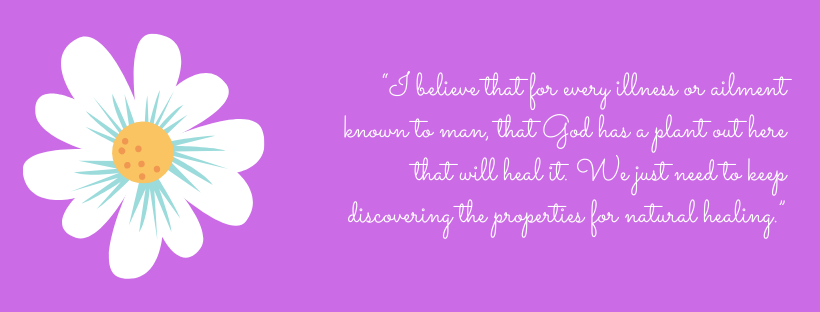 “I believe that for every illness or ailment
known to man, that God has a plant out here
that will heal it. We just need to keep
discovering the properties for natural healing.”